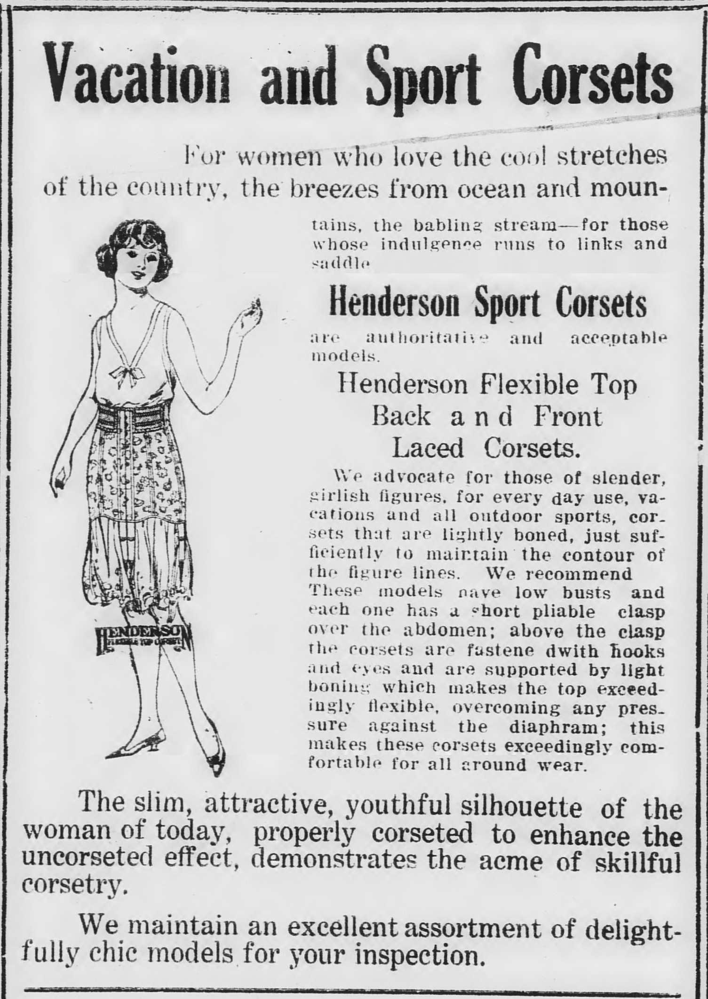 Vacation and Sport Corsets
For women who love the cool stretches
of the country, the breezes from ocean and moun-
tains, the babling stream—for those
whose indulgence runs to links and
saddle
Henderson Sport Corsets
are authoritative and acceptable
models.
Henderson Flexible Top
Back and Front
Laced Corsets.
We advocate for those of slender,
girlish figures, for every day use, va-
cations and all outdoor sports, cor-
sets that are lightly boned, just suf-
ficiently to maintain the contour of
the figure lines. We recommend
These models have low busts and
each one has a short pliable clasp
over the abdomen; above the clasp
the corsets are fastene dwith hooks
and eyes and are supported by light
boning which makes the top exceed-
ingly flexible, overcoming any pres-
sure against the diaphram; this
makes these corsets exceedingly com-
fortable for all around wear.
HENDERSON
FLEXIBLE TOP CORSET
The slim, attractive, youthful silhouette of the
woman of today, properly corseted to enhance the
uncorseted effect, demonstrates the acme of skillful
corsetry.
We maintain an excellent assortment of delight-
fully chic models for your inspection.